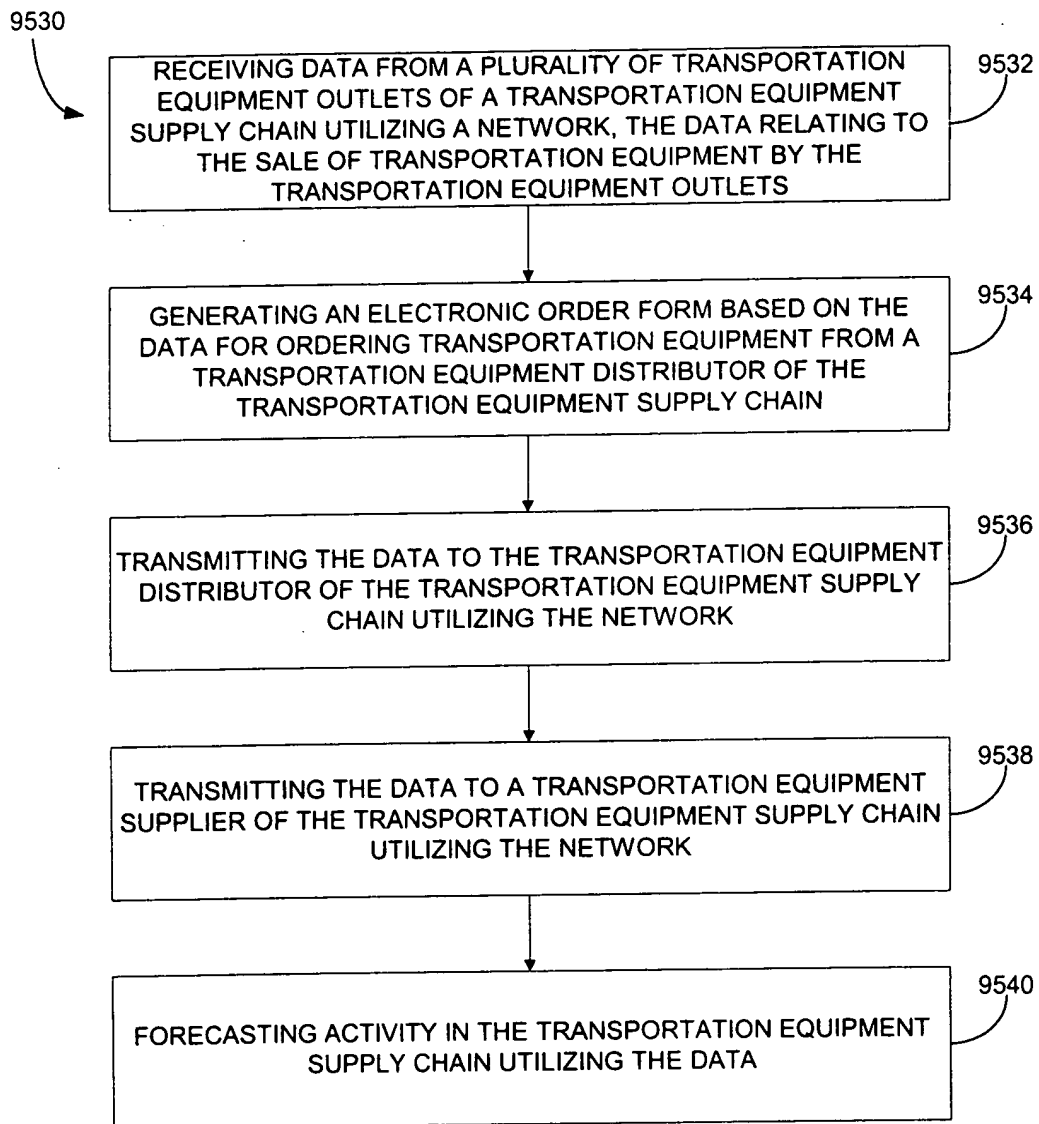 9530
RECEIVING DATA FROM A PLURALITY OF TRANSPORTATION
EQUIPMENT OUTLETS OF A TRANSPORTATION EQUIPMENT
SUPPLY CHAIN UTILIZING A NETWORK, THE DATA RELATING TO
THE SALE OF TRANSPORTATION EQUIPMENT BY THE
TRANSPORTATION EQUIPMENT OUTLETS
9532
GENERATING AN ELECTRONIC ORDER FORM BASED ON THE
DATA FOR ORDERING TRANSPORTATION EQUIPMENT FROM A
TRANSPORTATION EQUIPMENT DISTRIBUTOR OF THE
TRANSPORTATION EQUIPMENT SUPPLY CHAIN
9534
TRANSMITTING THE DATA TO THE TRANSPORTATION EQUIPMENT
DISTRIBUTOR OF THE TRANSPORTATION EQUIPMENT SUPPLY
CHAIN UTILIZING THE NETWORK
9536
TRANSMITTING THE DATA TO A TRANSPORTATION EQUIPMENT
SUPPLIER OF THE TRANSPORTATION EQUIPMENT SUPPLY CHAIN
UTILIZING THE NETWORK
9538
FORECASTING ACTIVITY IN THE TRANSPORTATION EQUIPMENT
SUPPLY CHAIN UTILIZING THE DATA
9540